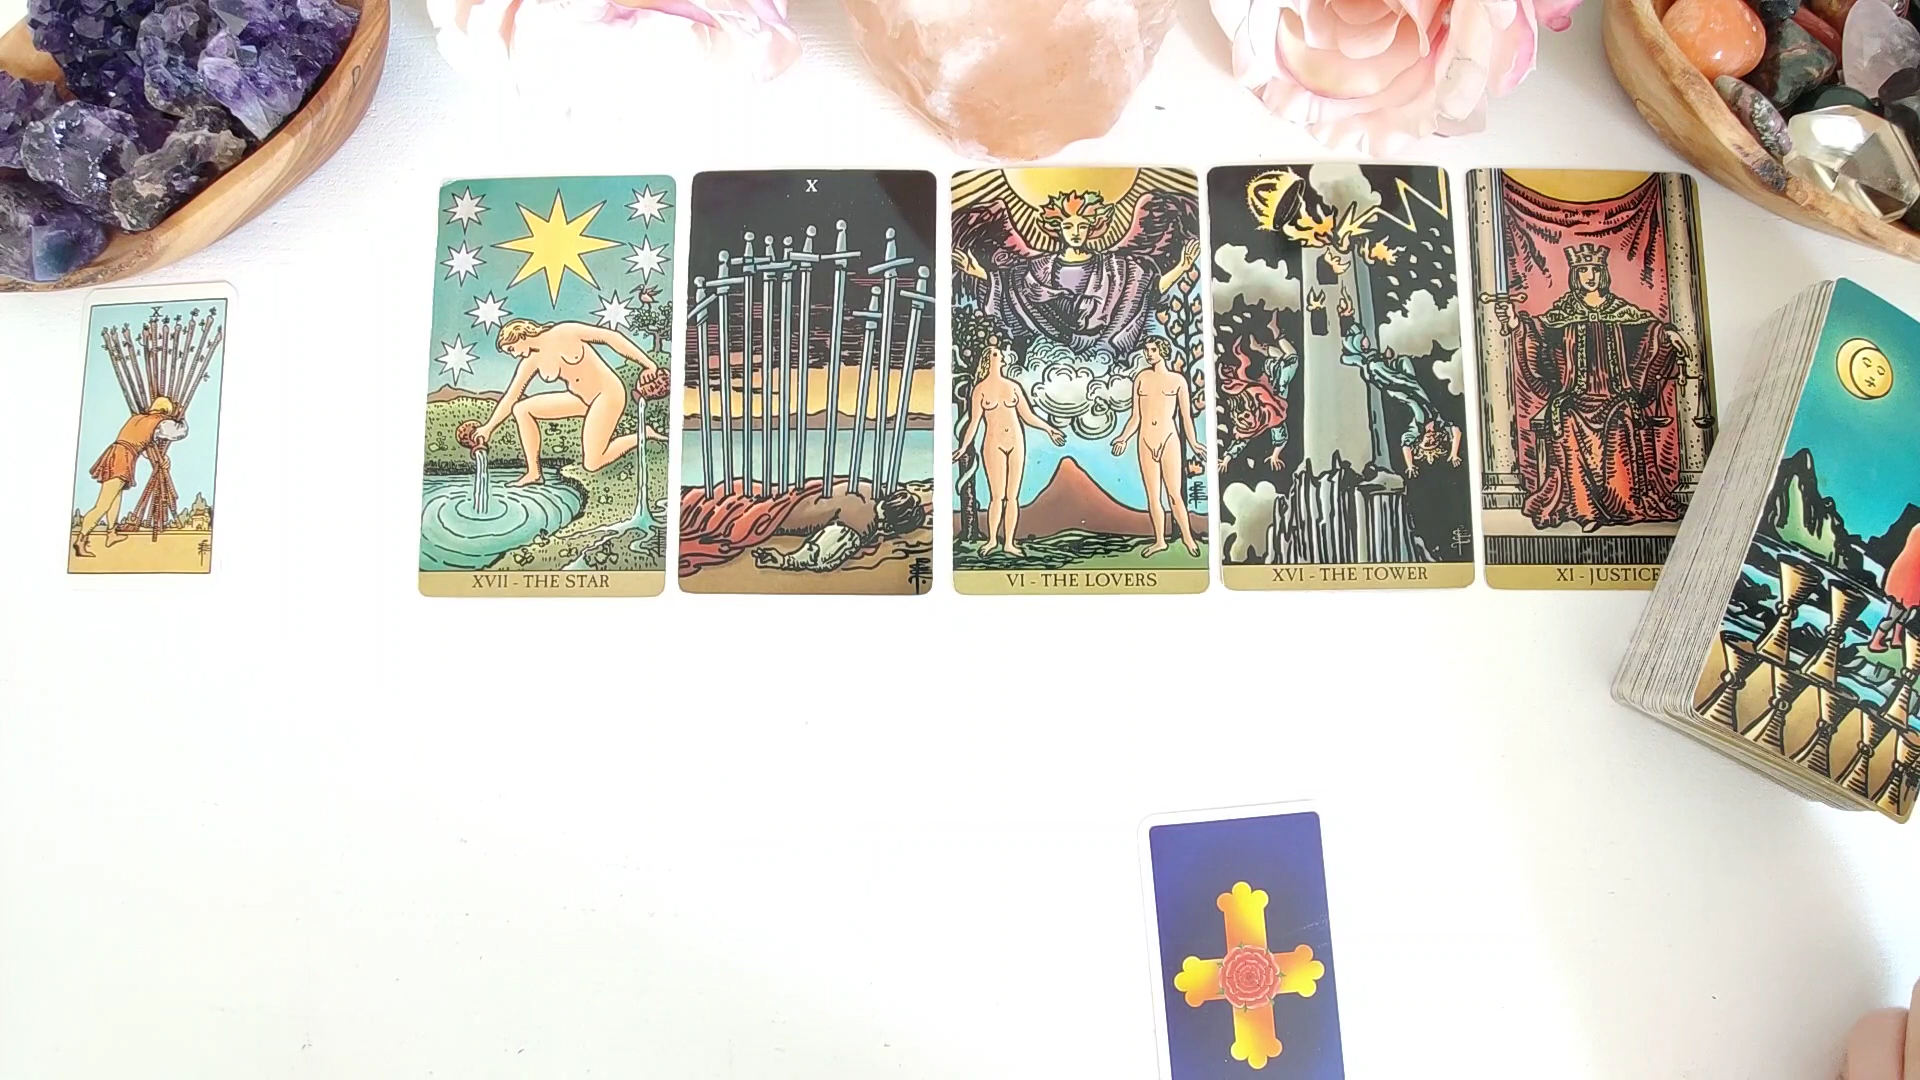 X
XVII - THE STAR
X
VI - THE LOVERS
XVI - THE TOWER
XI - JUSTICE